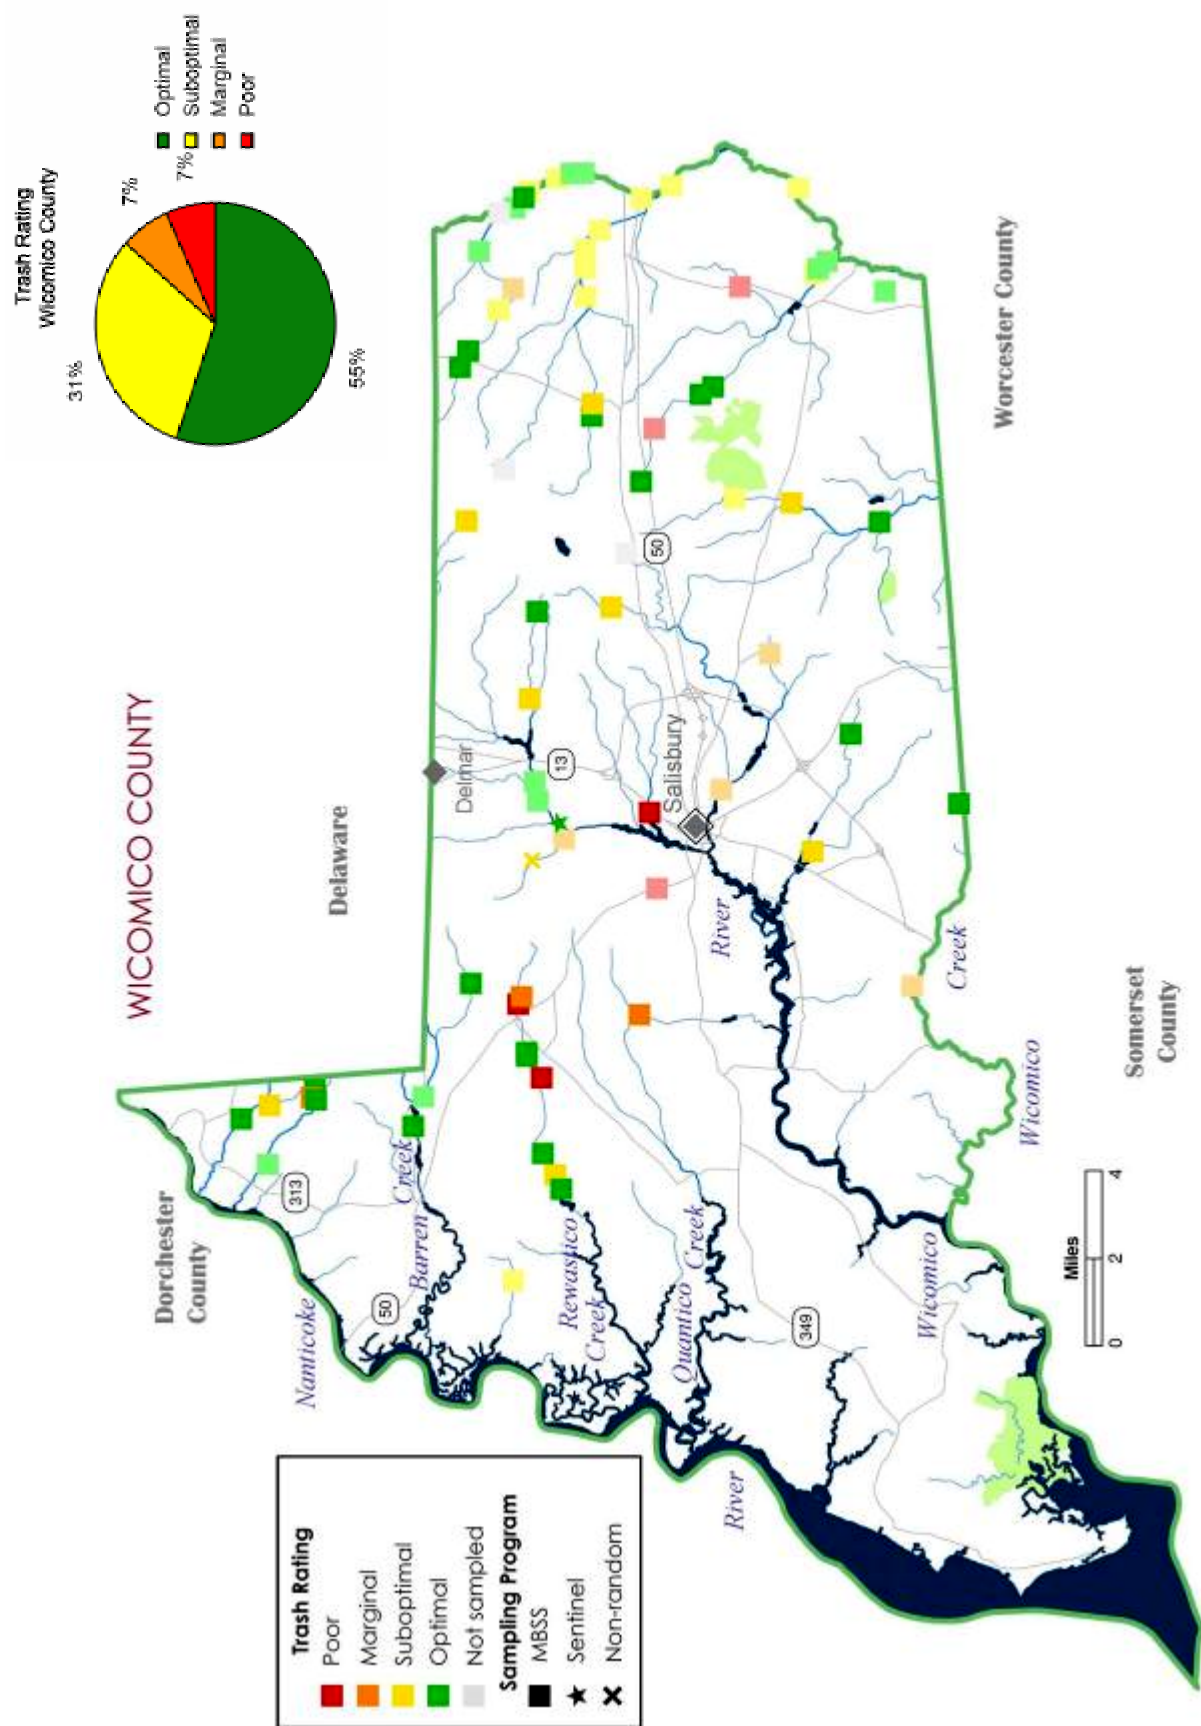 WICOMICO COUNTY
Trash Rating
Wicomico County
31%
7%
7%
55%
Optimal
Suboptimal
Marginal
Poor
Dorchester
County
Delaware
Worcester County
Somerset
County
Nanticoke
River
Barren
Creek
Rewastico
Creek
Quantico
Creek
Wicomico
River
Wicomico
Creek
Delmar
Salisbury
313
50
13
50
349
Trash Rating
Poor
Marginal
Suboptimal
Optimal
Not sampled
Sampling Program
MBSS
Sentinel
Non-random
Miles
0
2
4